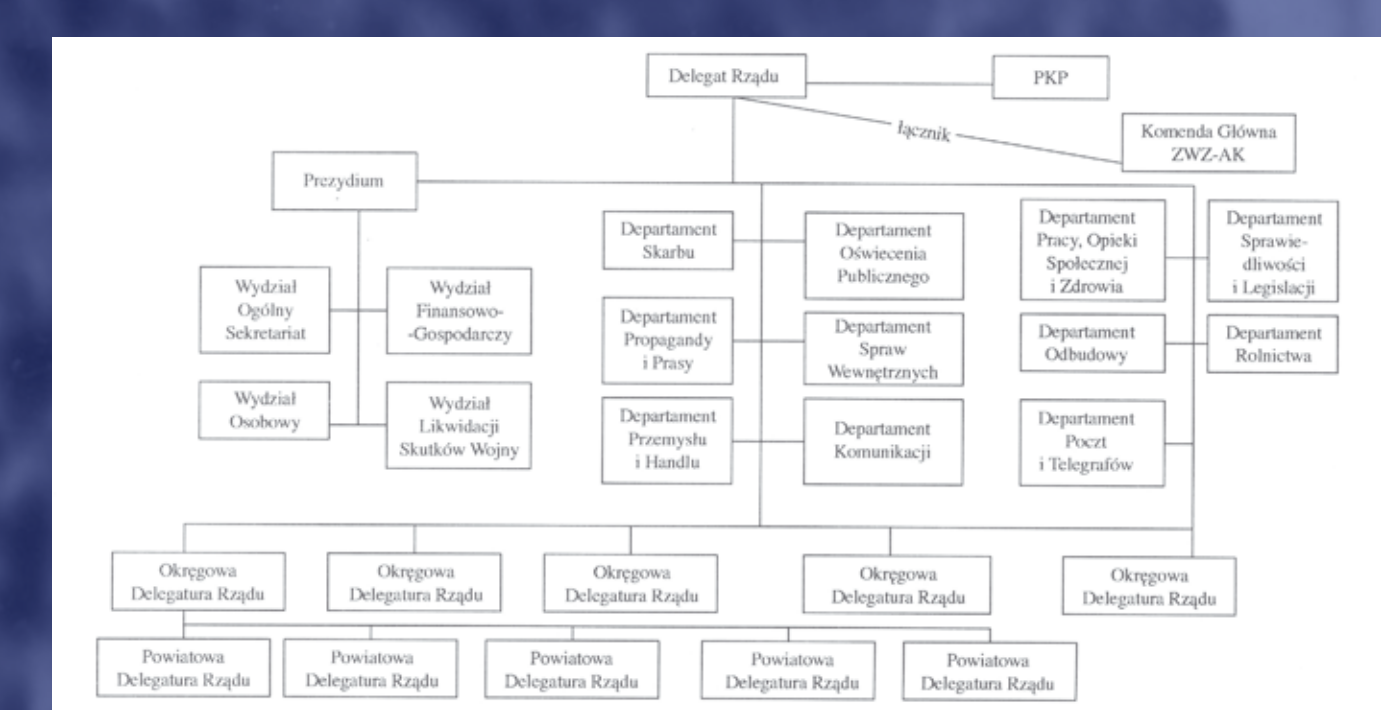 Delegat Rządu
PKP
łącznik
Komenda Główna
ZWZ-AK
Prezydium
Wydział
Ogólny
Sekretariat
Wydział
Finansowo-
-Gospodarczy
Wydział
Osobowy
Wydział
Likwidacji
Skutków Wojny
Departament
Skarbu
Departament
Oświecenia
Publicznego
Departament
Propagandy
i Prasy
Departament
Spraw
Wewnętrznych
Departament
Przemysłu
i Handlu
Departament
Komunikacji
Departament
Pracy, Opieki
Społecznej
i Zdrowia
Departament
Sprawie-
dliwości
i Legislacji
Departament
Odbudowy
Departament
Rolnictwa
Departament
Poczt
i Telegrafów
Okręgowa
Delegatura Rządu
Okręgowa
Delegatura Rządu
Okręgowa
Delegatura Rządu
Okręgowa
Delegatura Rządu
Okręgowa
Delegatura Rządu
Powiatowa
Delegatura Rządu
Powiatowa
Delegatura Rządu
Powiatowa
Delegatura Rządu
Powiatowa
Delegatura Rządu
Powiatowa
Delegatura Rządu